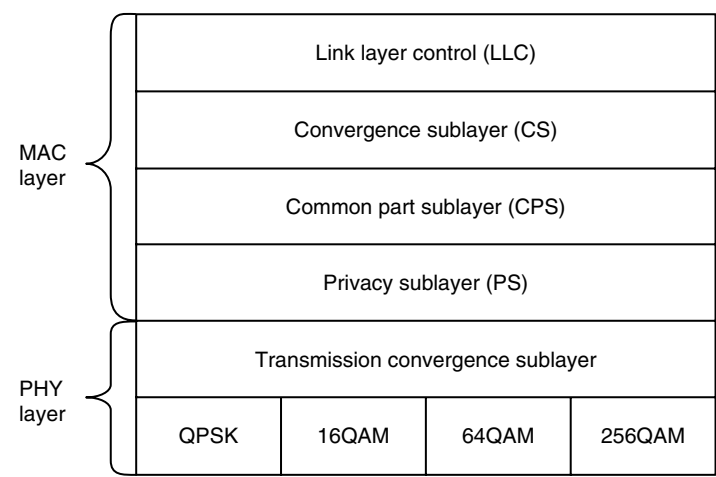 Link layer control (LLC)
Convergence sublayer (CS)
MAC
layer
Common part sublayer (CPS)
Privacy sublayer (PS)
Transmission convergence sublayer
PHY
layer
QPSK
16QAM
64QAM
256QAM